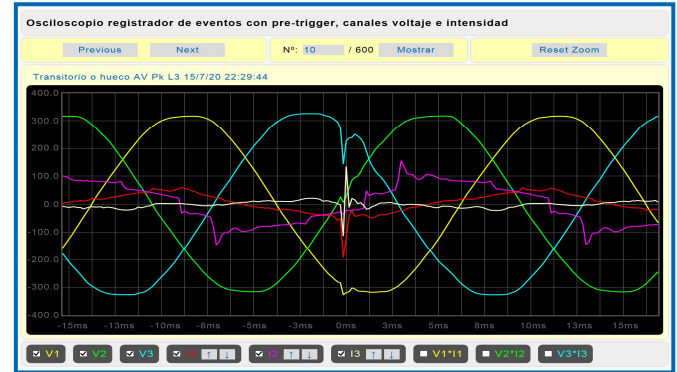 Osciloscopio registrador de eventos con pre-trigger, canales voltaje e intensidad
Previous Next Nº: 10 / 600 Mostrar Reset Zoom
Transitorio o hueco AV Pk L3 15/7/20 22:29:44
400.0
300.0
200.0
100.0
0.0
-100.0
-200.0
-300.0
-400.0
-15ms -13ms -10ms -8ms -5ms -3ms 0ms 3ms 5ms 8ms 10ms 13ms 15ms
V1 V2 V3 I1 ↑ ↓ I2 ↑ ↓ I3 ↑ ↓ V1*I1 V2*I2 V3*I3